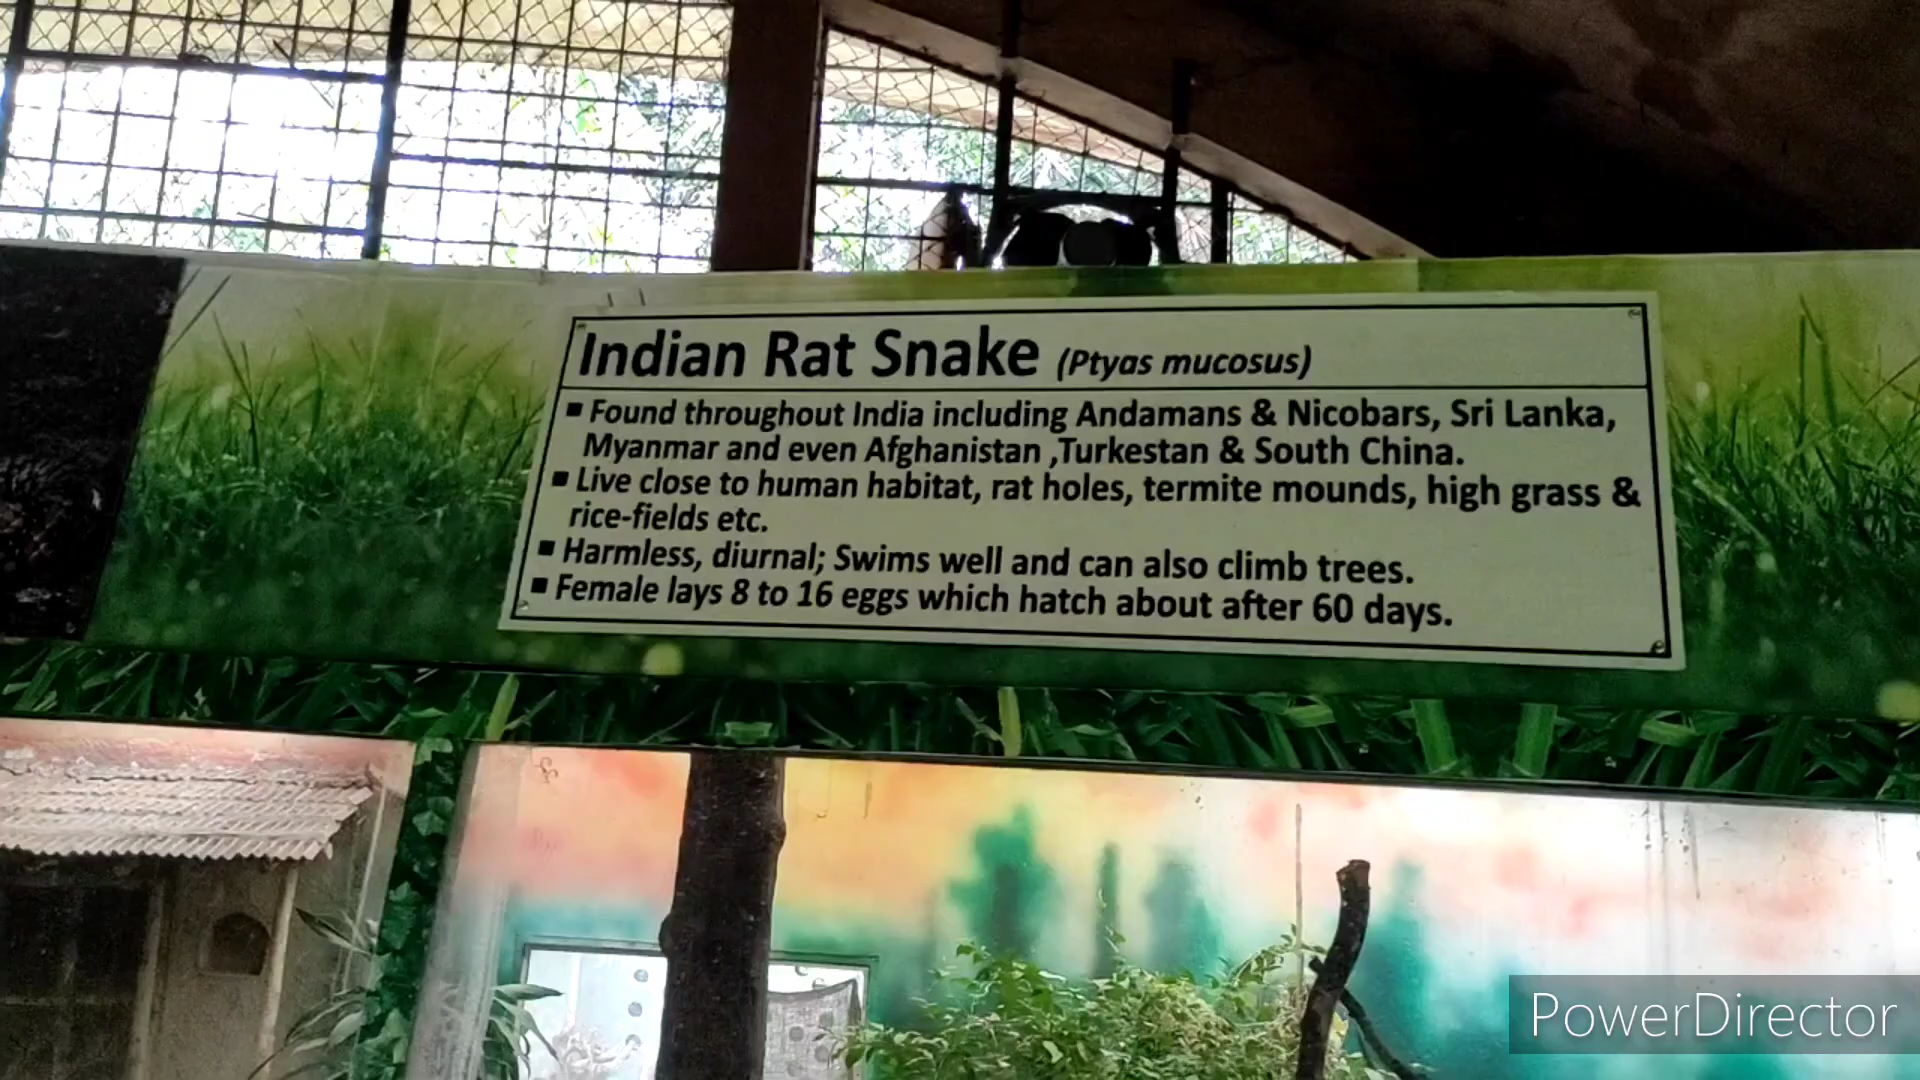 Indian Rat Snake (Ptyas mucosus)
▪ Found throughout India including Andamans & Nicobars, Sri Lanka,
Myanmar and even Afghanistan ,Turkestan & South China.
▪ Live close to human habitat, rat holes, termite mounds, high grass &
rice-fields etc.
▪ Harmless, diurnal; Swims well and can also climb trees.
▪ Female lays 8 to 16 eggs which hatch about after 60 days.
PowerDirector